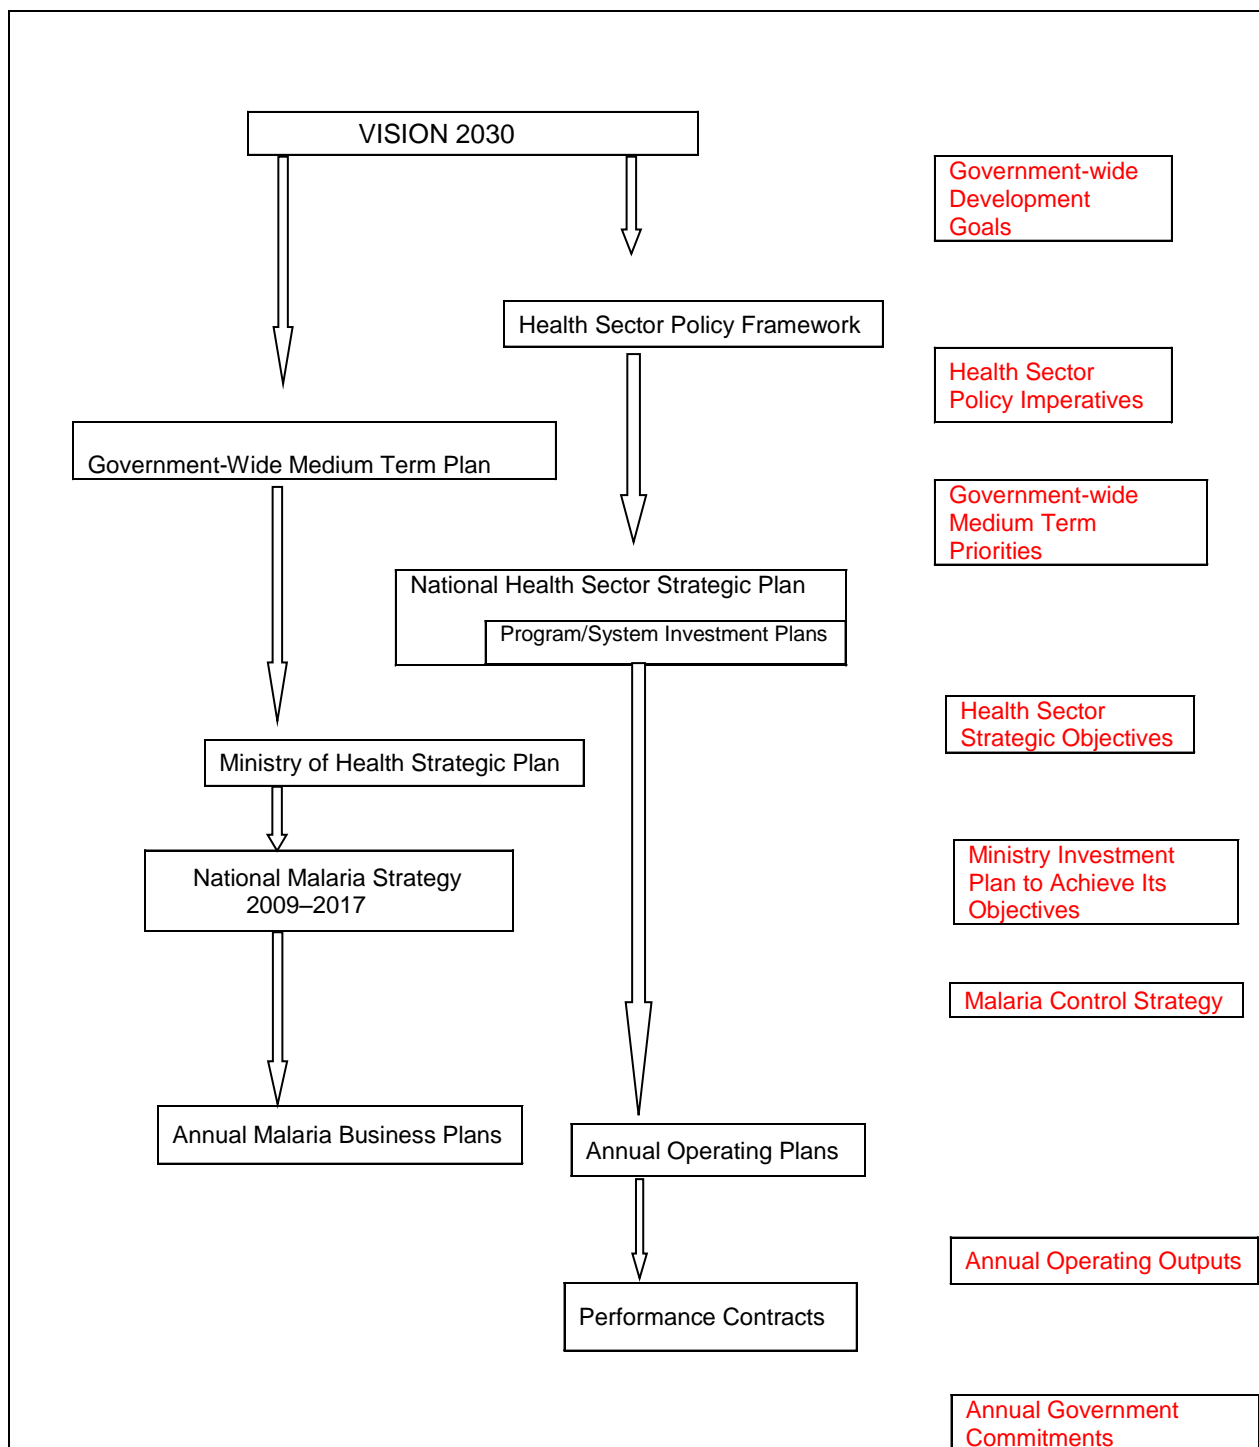 VISION 2030
Government-wide
Development
Goals
Health Sector Policy Framework
Health Sector
Policy Imperatives
Government-Wide Medium Term Plan
Government-wide
Medium Term
Priorities
National Health Sector Strategic Plan
Program/System Investment Plans
Health Sector
Strategic Objectives
Ministry of Health Strategic Plan
National Malaria Strategy
2009–2017
Ministry Investment
Plan to Achieve Its
Objectives
Malaria Control Strategy
Annual Malaria Business Plans
Annual Operating Plans
Annual Operating Outputs
Performance Contracts
Annual Government
Commitments